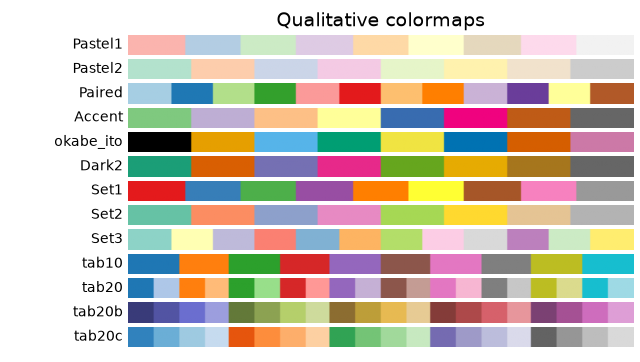 Qualitative colormaps
Pastel1
Pastel2
Paired
Accent
okabe_ito
Dark2
Set1
Set2
Set3
tab10
tab20
tab20b
tab20c